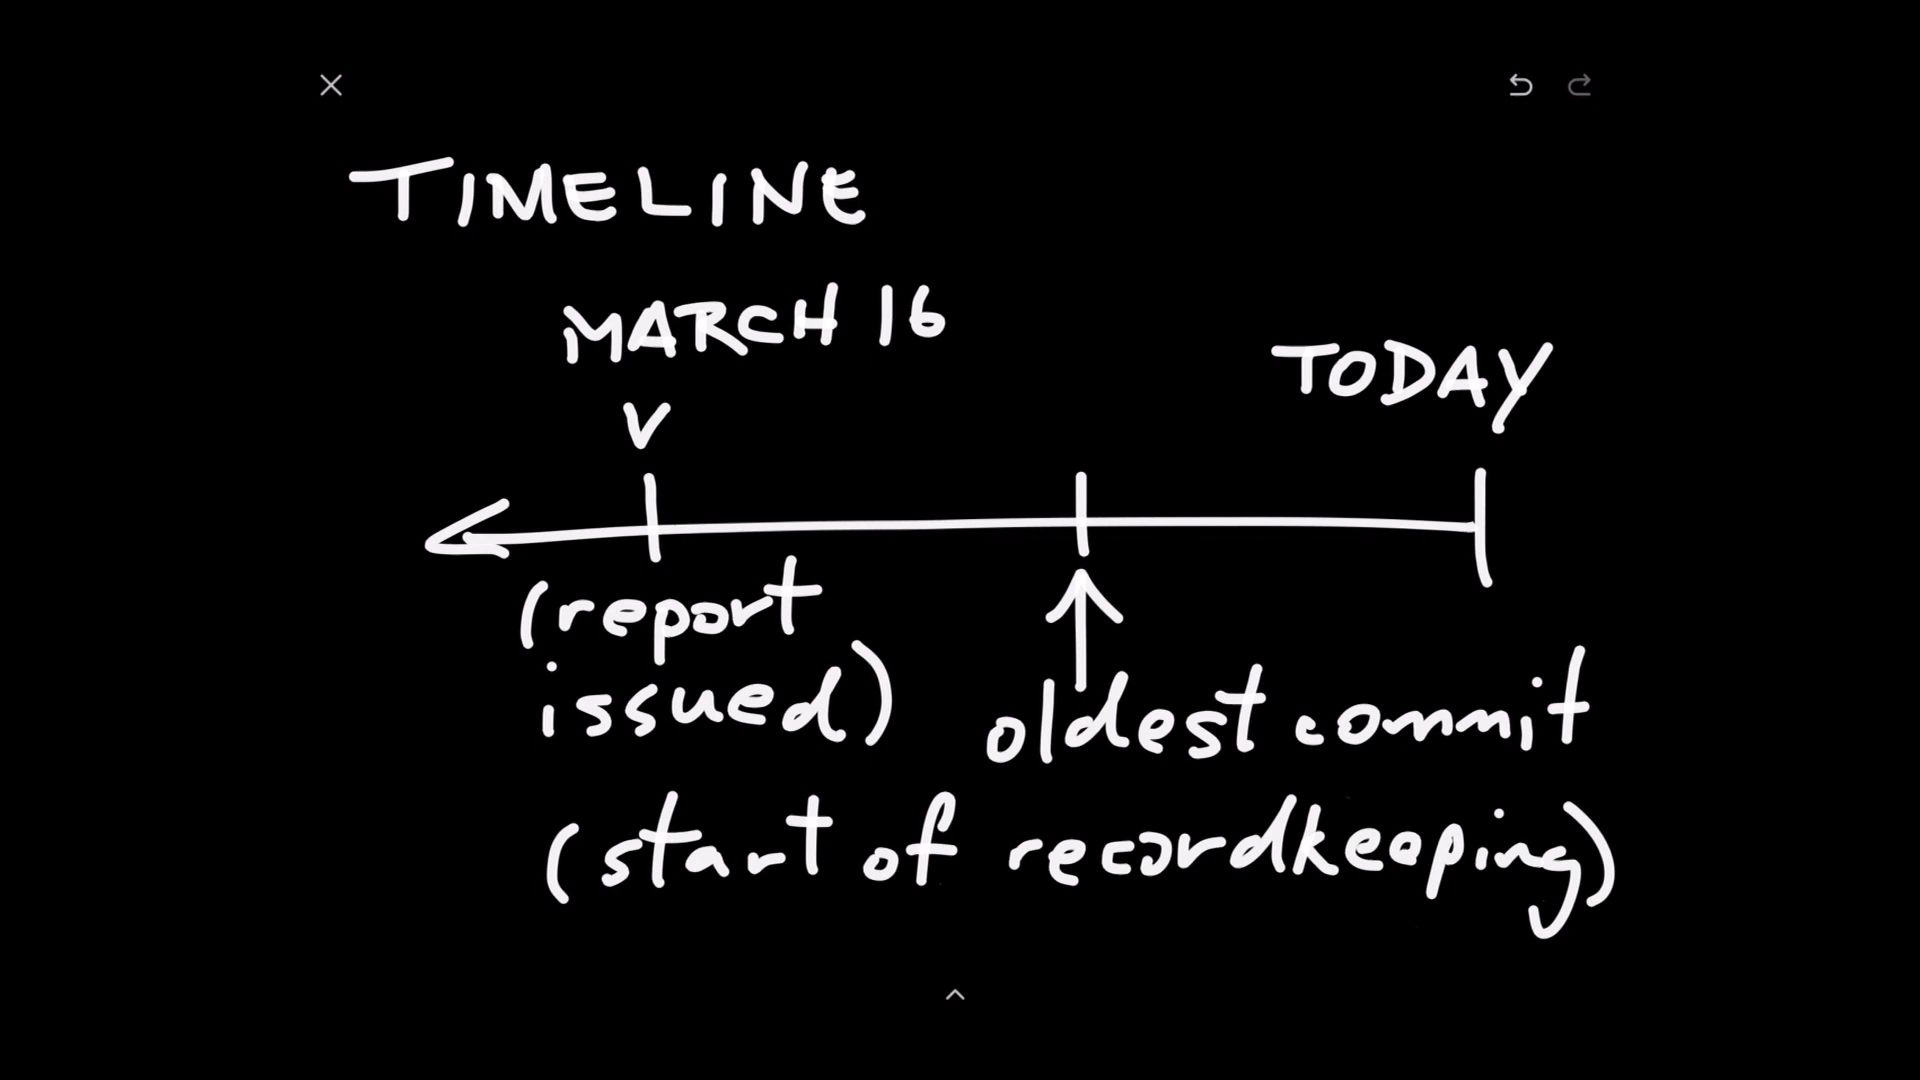 TIMELINE
MARCH 16
TODAY
(report
issued)
oldest commit
(start of recordkeeping)